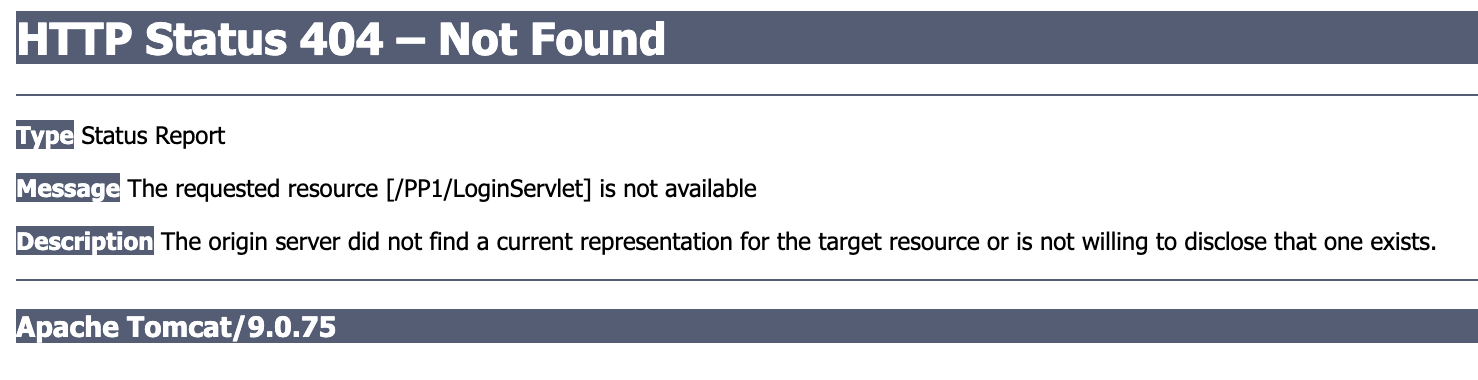 HTTP Status 404 – Not Found
Type Status Report
Message The requested resource [/PP1/LoginServlet] is not available
Description The origin server did not find a current representation for the target resource or is not willing to disclose that one exists.
Apache Tomcat/9.0.75